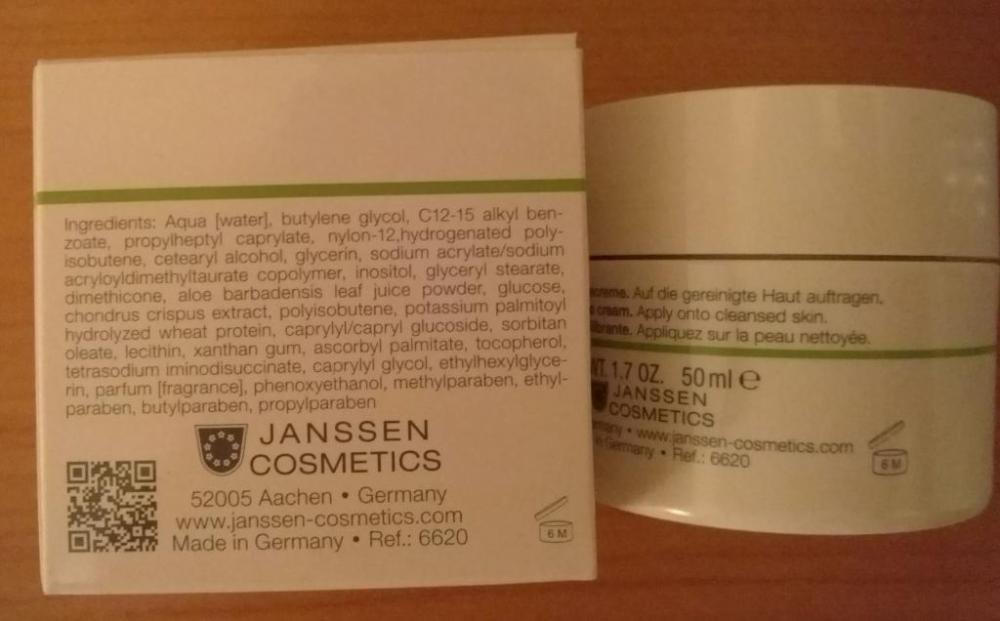 Ingredients: Aqua [water], butylene glycol, C12-15 alkyl ben-
zoate, propylheptyl caprylate, nylon-12,hydrogenated poly-
isobutene, cetearyl alcohol, glycerin, sodium acrylate/sodium
acryloyldimethyltaurate copolymer, inositol, glyceryl stearate,
dimethicone, aloe barbadensis leaf juice powder, glucose,
chondrus crispus extract, polyisobutene, potassium palmitoyl
hydrolyzed wheat protein, caprylyl/capryl glucoside, sorbitan
oleate, lecithin, xanthan gum, ascorbyl palmitate, tocopherol,
tetrasodium iminodisuccinate, caprylyl glycol, ethylhexylglyce-
rin, parfum [fragrance], phenoxyethanol, methylparaben, ethyl-
paraben, butylparaben, propylparaben
JANSSEN
COSMETICS
52005 Aachen • Germany
www.janssen-cosmetics.com
Made in Germany • Ref.: 6620
6 M
Auf die gereinigte Haut auftragen.
cream. Apply onto cleansed skin.
Appliquez sur la peau nettoyée.
WT. 1.7 OZ. 50 ml e
JANSSEN
COSMETICS
• www.janssen-cosmetics.com
in Germany • Ref.: 6620
6 M